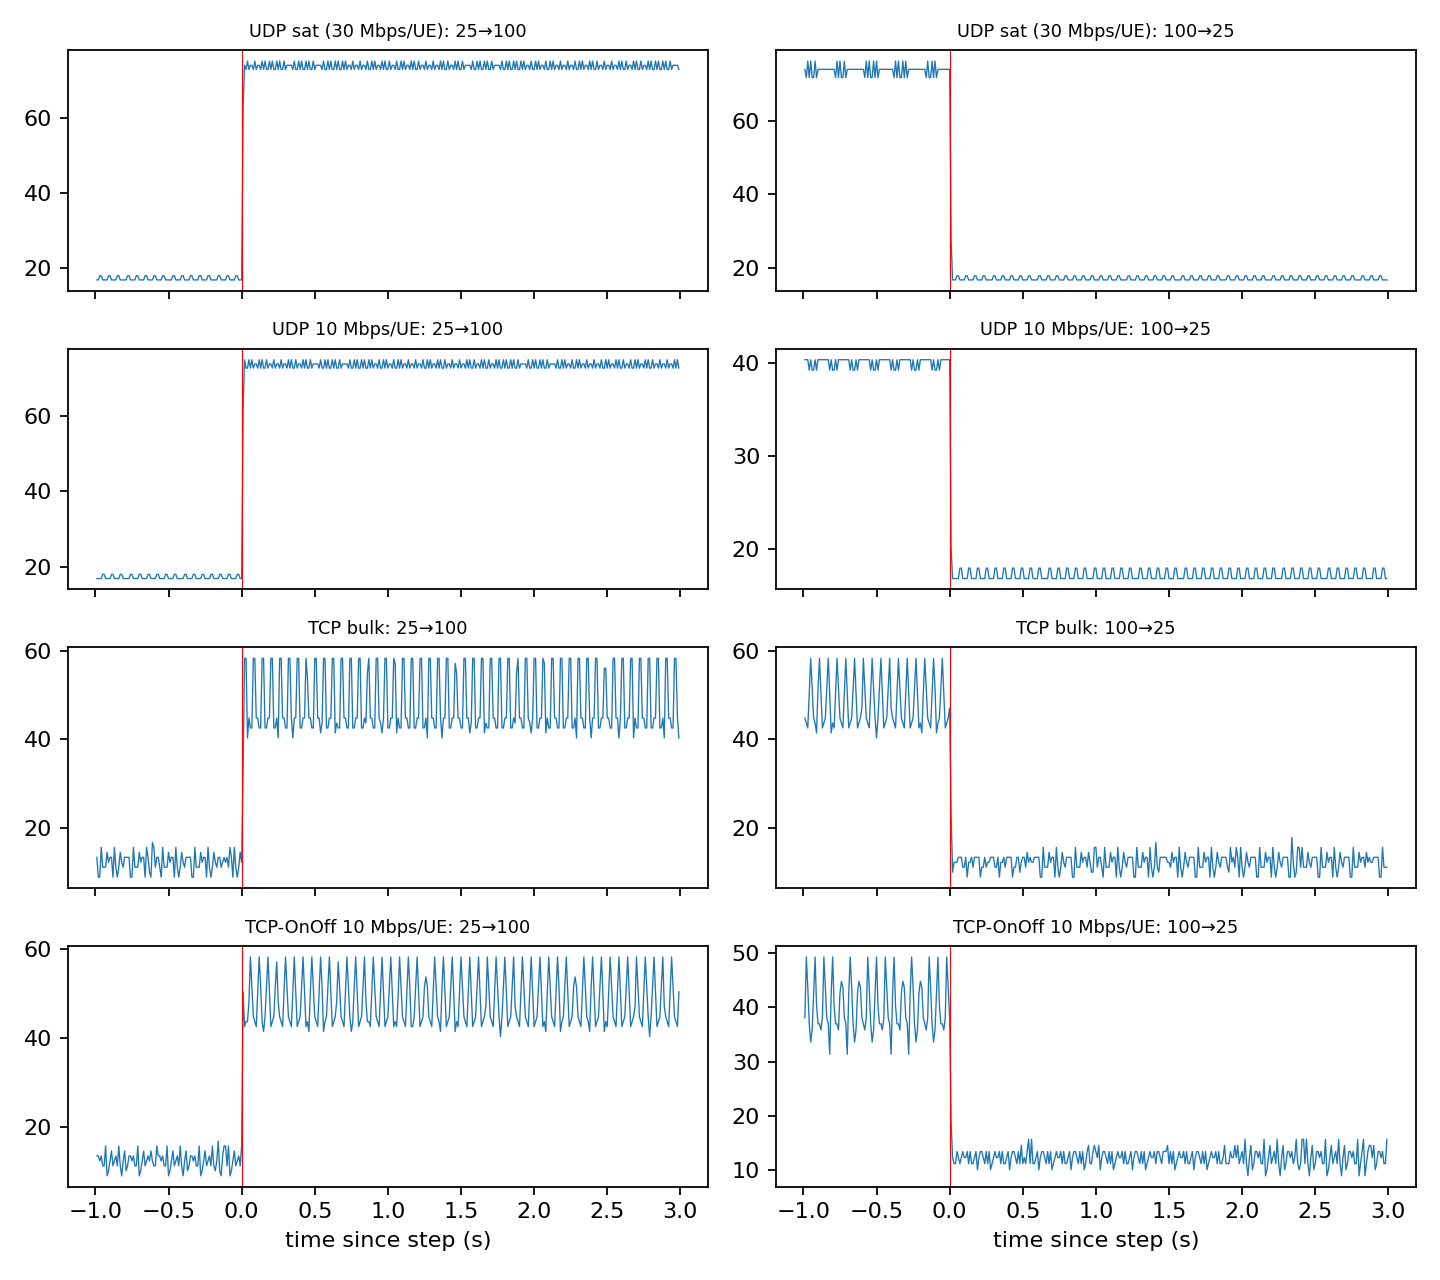 UDP sat (30 Mbps/UE): 25→100
UDP sat (30 Mbps/UE): 100→25
60
40
20
60
40
20
UDP 10 Mbps/UE: 25→100
UDP 10 Mbps/UE: 100→25
60
40
20
40
30
20
TCP bulk: 25→100
TCP bulk: 100→25
60
40
20
60
40
20
TCP-OnOff 10 Mbps/UE: 25→100
TCP-OnOff 10 Mbps/UE: 100→25
60
40
20
50
40
30
20
10
−1.0 −0.5 0.0 0.5 1.0 1.5 2.0 2.5 3.0
−1.0 −0.5 0.0 0.5 1.0 1.5 2.0 2.5 3.0
time since step (s)
time since step (s)